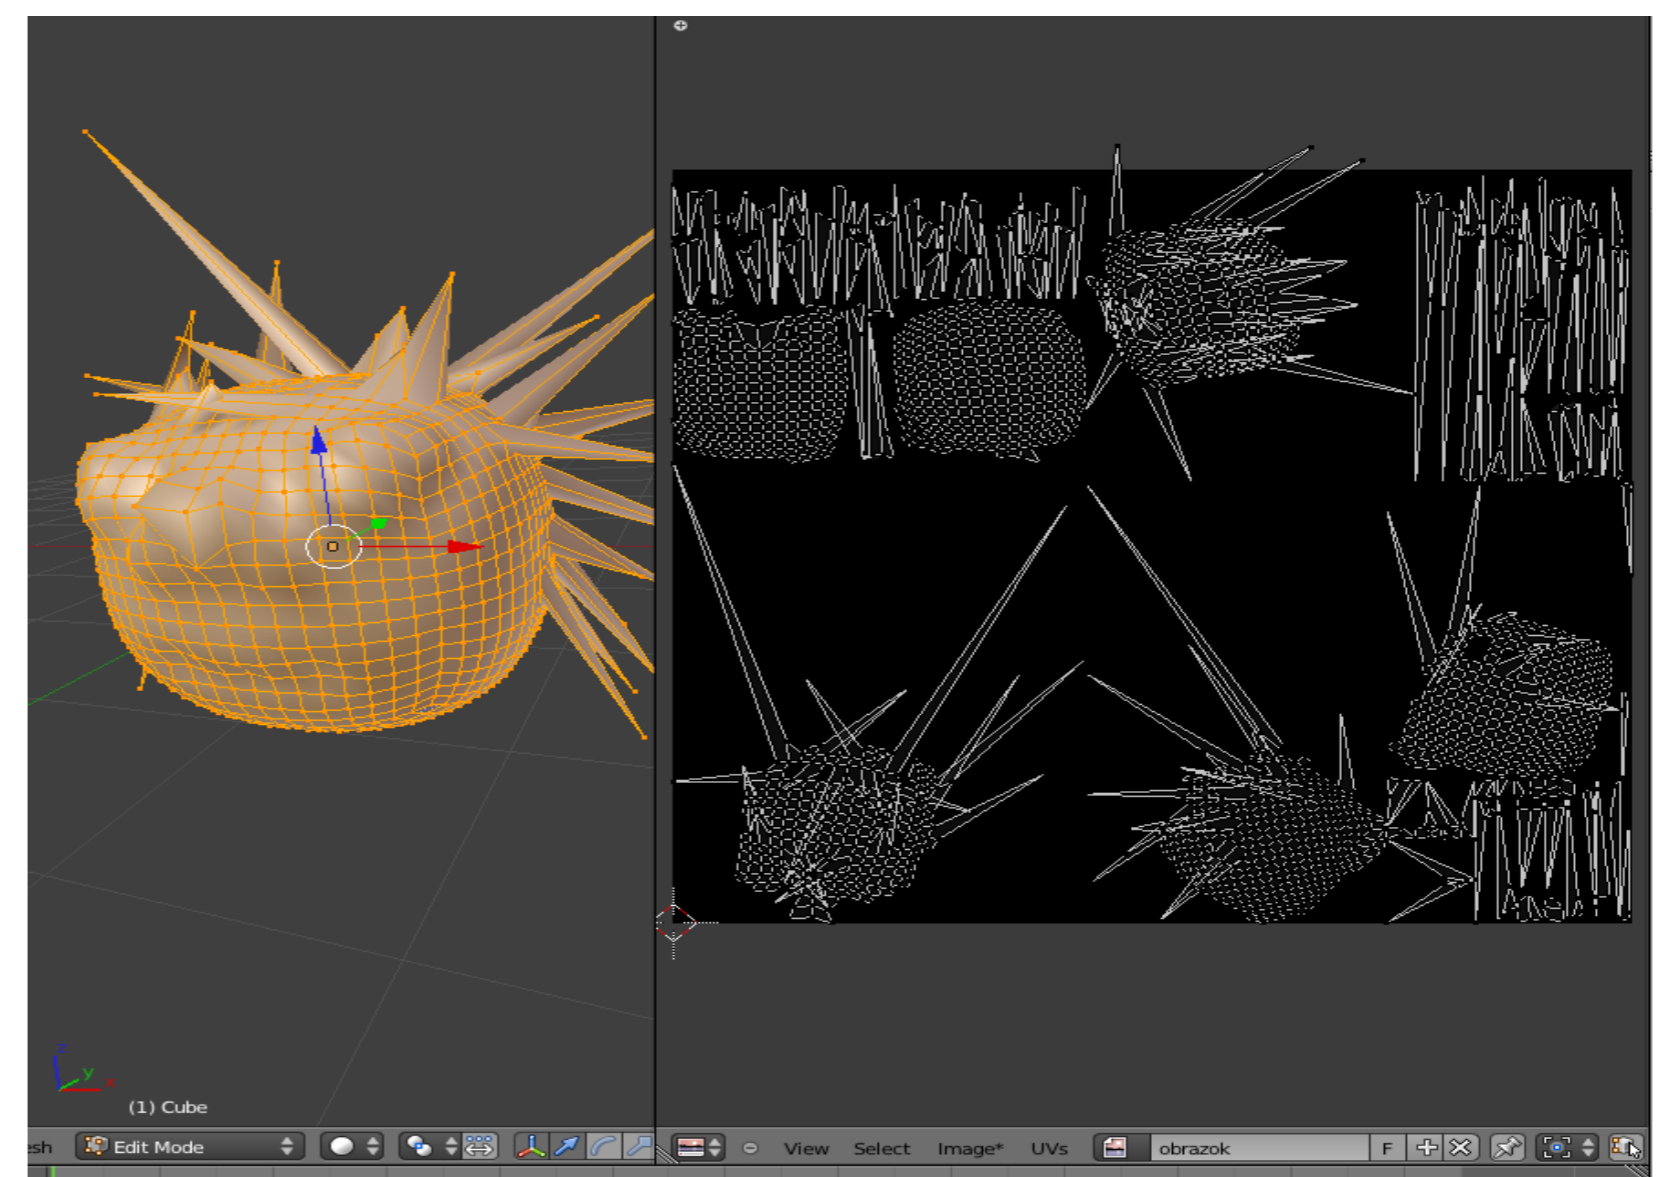 z
y
x
(1) Cube
esh Edit Mode
View Select Image* UVs obrazok F